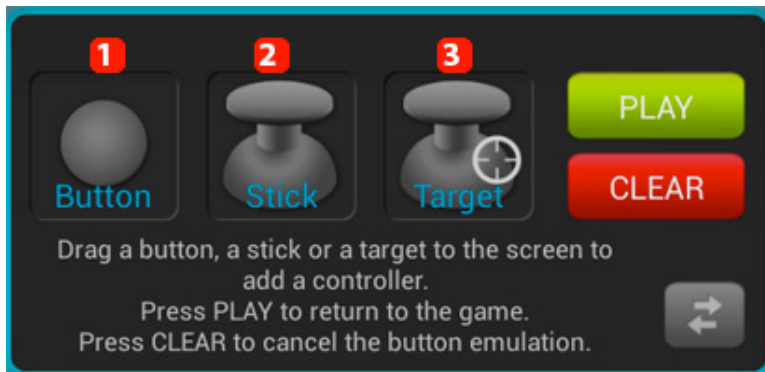 1 2 3
Button Stick Target
PLAY
CLEAR
Drag a button, a stick or a target to the screen to
add a controller.
Press PLAY to return to the game.
Press CLEAR to cancel the button emulation.